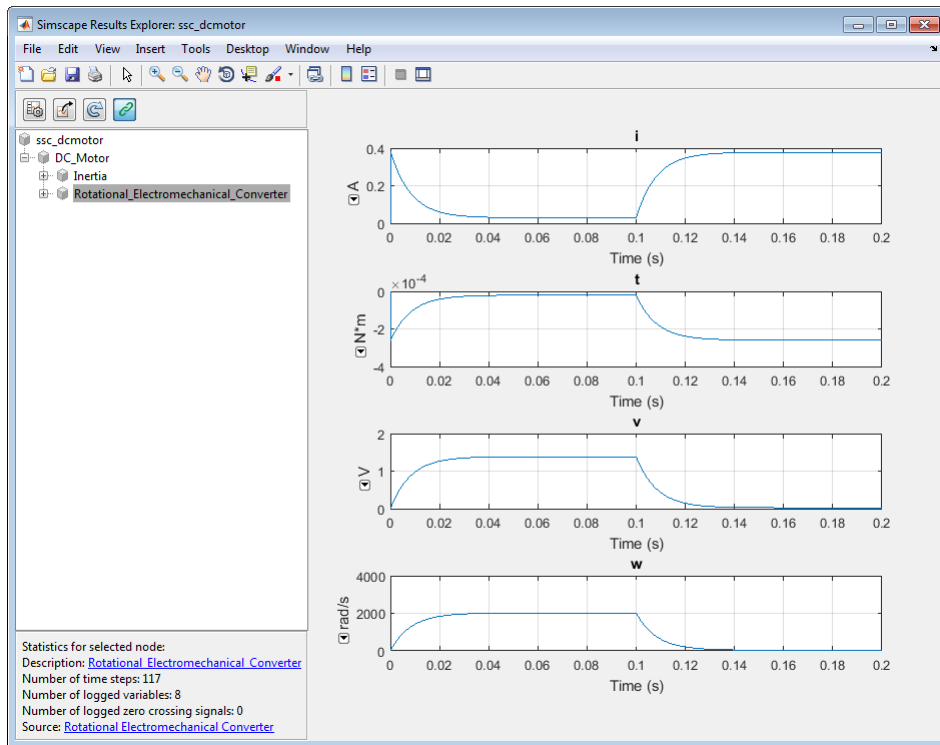 Simscape Results Explorer: ssc_dcmotor
File Edit View Insert Tools Desktop Window Help
ssc_dcmotor
DC_Motor
Inertia
Rotational_Electromechanical_Converter
Statistics for selected node:
Description: Rotational Electromechanical Converter
Number of time steps: 117
Number of logged variables: 8
Number of logged zero crossing signals: 0
Source: Rotational Electromechanical Converter
i
0.4
0.2
0
A
0 0.02 0.04 0.06 0.08 0.1 0.12 0.14 0.16 0.18 0.2
Time (s)
t
×10-4
0
-2
-4
N*m
0 0.02 0.04 0.06 0.08 0.1 0.12 0.14 0.16 0.18 0.2
Time (s)
v
2
1
0
V
0 0.02 0.04 0.06 0.08 0.1 0.12 0.14 0.16 0.18 0.2
Time (s)
w
4000
2000
0
rad/s
0 0.02 0.04 0.06 0.08 0.1 0.12 0.14 0.16 0.18 0.2
Time (s)